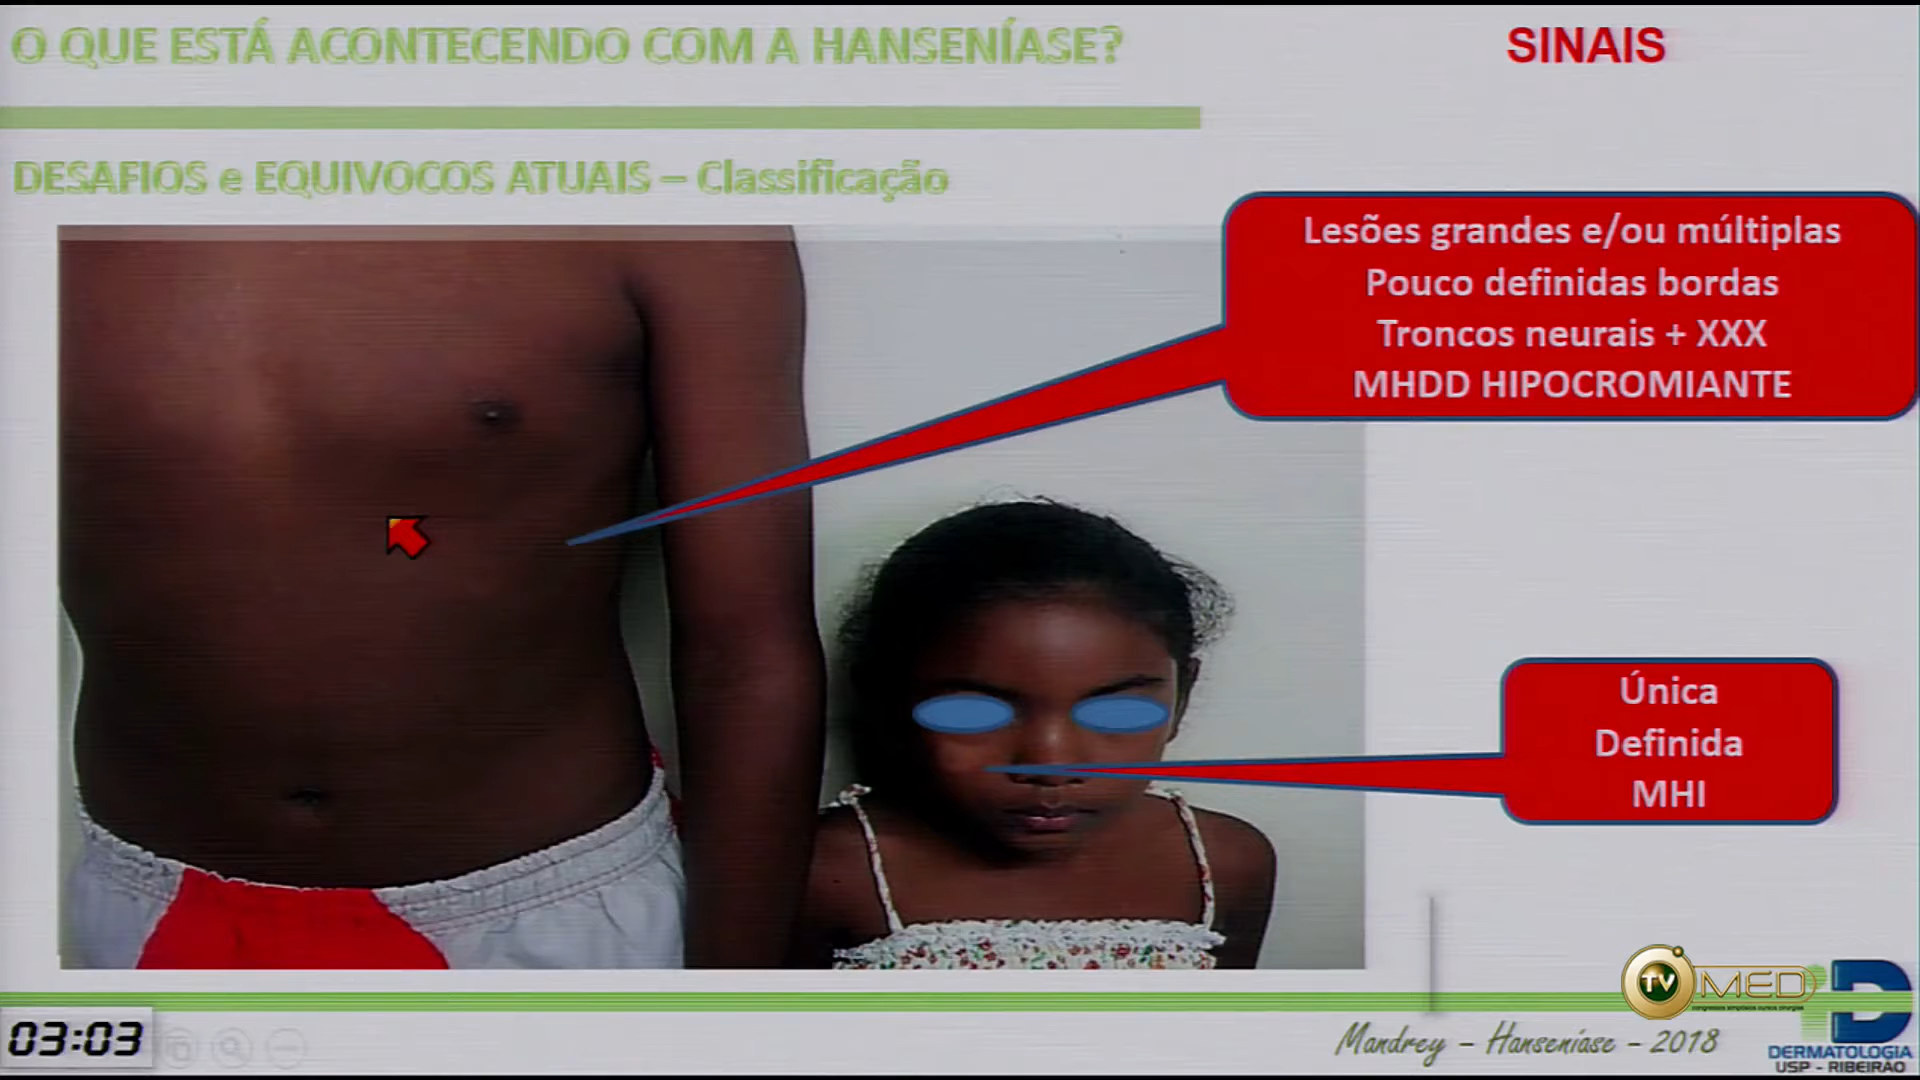 O QUE ESTÁ ACONTECENDO COM A HANSENÍASE?
SINAIS
DESAFIOS e EQUIVOCOS ATUAIS – Classificação
Lesões grandes e/ou múltiplas
Pouco definidas bordas
Troncos neurais + XXX
MHDD HIPOCROMIANTE
Única
Definida
MHI
TV MED
03:03
Mandrey – Hanseníase – 2018
D
DERMATOLOGIA
USP - RIBEIRÃO